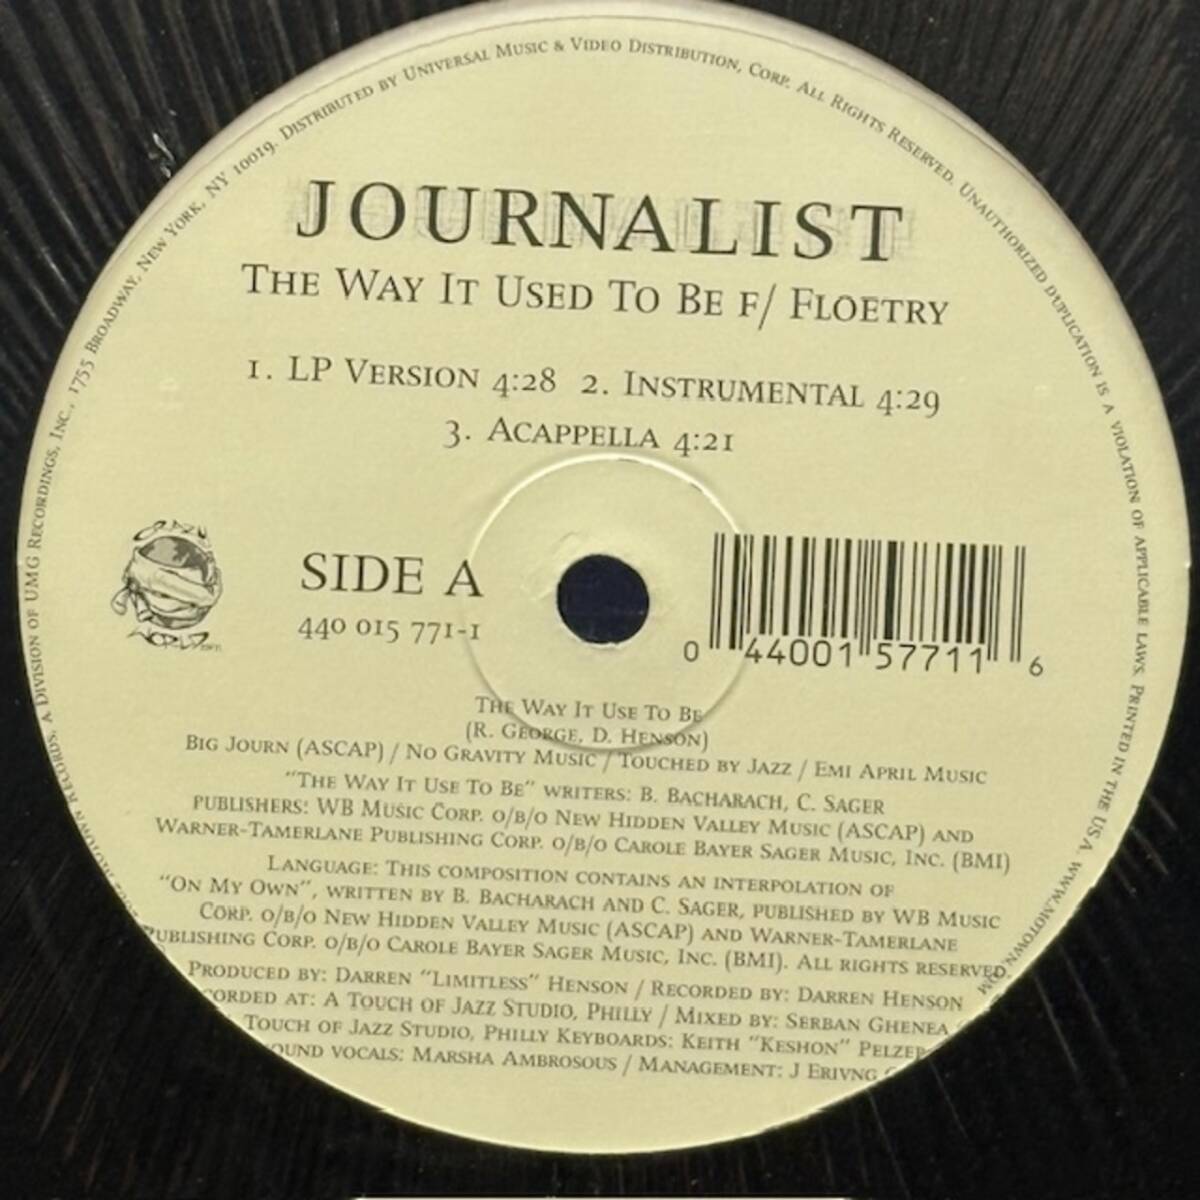 JOURNALIST
THE WAY IT USED TO BE F/ FLOETRY
1. LP VERSION 4:28 2. INSTRUMENTAL 4:29
3. ACAPPELLA 4:21
SIDE A
440 015 771-1
0 44001 57711 6
THE WAY IT USE TO BE
(R. GEORGE, D. HENSON)
BIG JOURN (ASCAP) / NO GRAVITY MUSIC / TOUCHED BY JAZZ / EMI APRIL MUSIC
"THE WAY IT USE TO BE" WRITERS: B. BACHARACH, C. SAGER
PUBLISHERS: WB MUSIC CORP. O/B/O NEW HIDDEN VALLEY MUSIC (ASCAP) AND
WARNER-TAMERLANE PUBLISHING CORP. O/B/O CAROLE BAYER SAGER MUSIC, INC. (BMI)
LANGUAGE: THIS COMPOSITION CONTAINS AN INTERPOLATION OF
"ON MY OWN", WRITTEN BY B. BACHARACH AND C. SAGER, PUBLISHED BY WB MUSIC
CORP. O/B/O NEW HIDDEN VALLEY MUSIC (ASCAP) AND WARNER-TAMERLANE
PUBLISHING CORP. O/B/O CAROLE BAYER SAGER MUSIC, INC. (BMI). ALL RIGHTS RESERVED.
PRODUCED BY: DARREN "LIMITLESS" HENSON / RECORDED BY: DARREN HENSON
CORDED AT: A TOUCH OF JAZZ STUDIO, PHILLY / MIXED BY: SERBAN GHENEA
TOUCH OF JAZZ STUDIO, PHILLY KEYBOARDS: KEITH "KESHON" PELZER
OUND VOCALS: MARSHA AMBROSOUS / MANAGEMENT: J ERIVNG
MOTOWN RECORDS, A DIVISION OF UMG RECORDINGS, INC., 1755 BROADWAY, NEW YORK, NY 10019. DISTRIBUTED BY UNIVERSAL MUSIC & VIDEO DISTRIBUTION, CORP. ALL RIGHTS RESERVED. UNAUTHORIZED DUPLICATION IS A VIOLATION OF APPLICABLE LAWS. PRINTED IN THE U.S.A. WWW.MOTOWN.COM